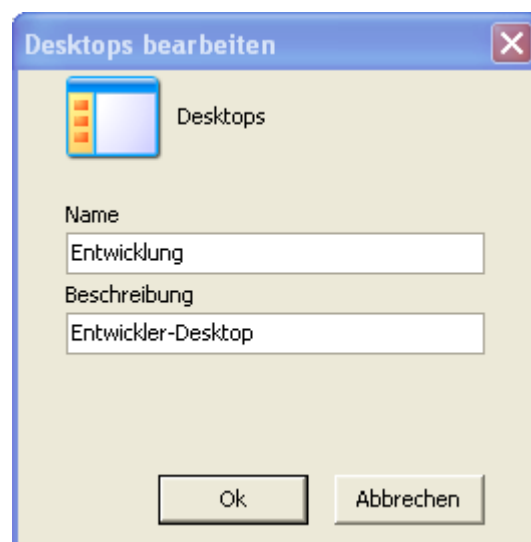 Desktops bearbeiten
Desktops
Name
Entwicklung
Beschreibung
Entwickler-Desktop
Ok Abbrechen